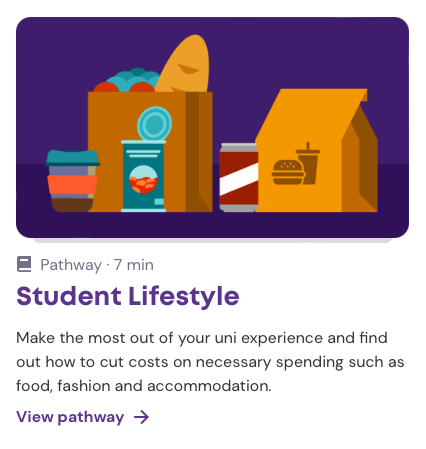 Pathway · 7 min
Student Lifestyle
Make the most out of your uni experience and find
out how to cut costs on necessary spending such as
food, fashion and accommodation.
View pathway →